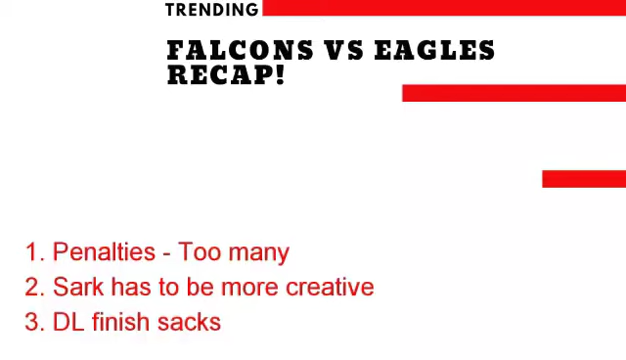 TRENDING
FALCONS VS EAGLES
RECAP!
1. Penalties - Too many
2. Sark has to be more creative
3. DL finish sacks